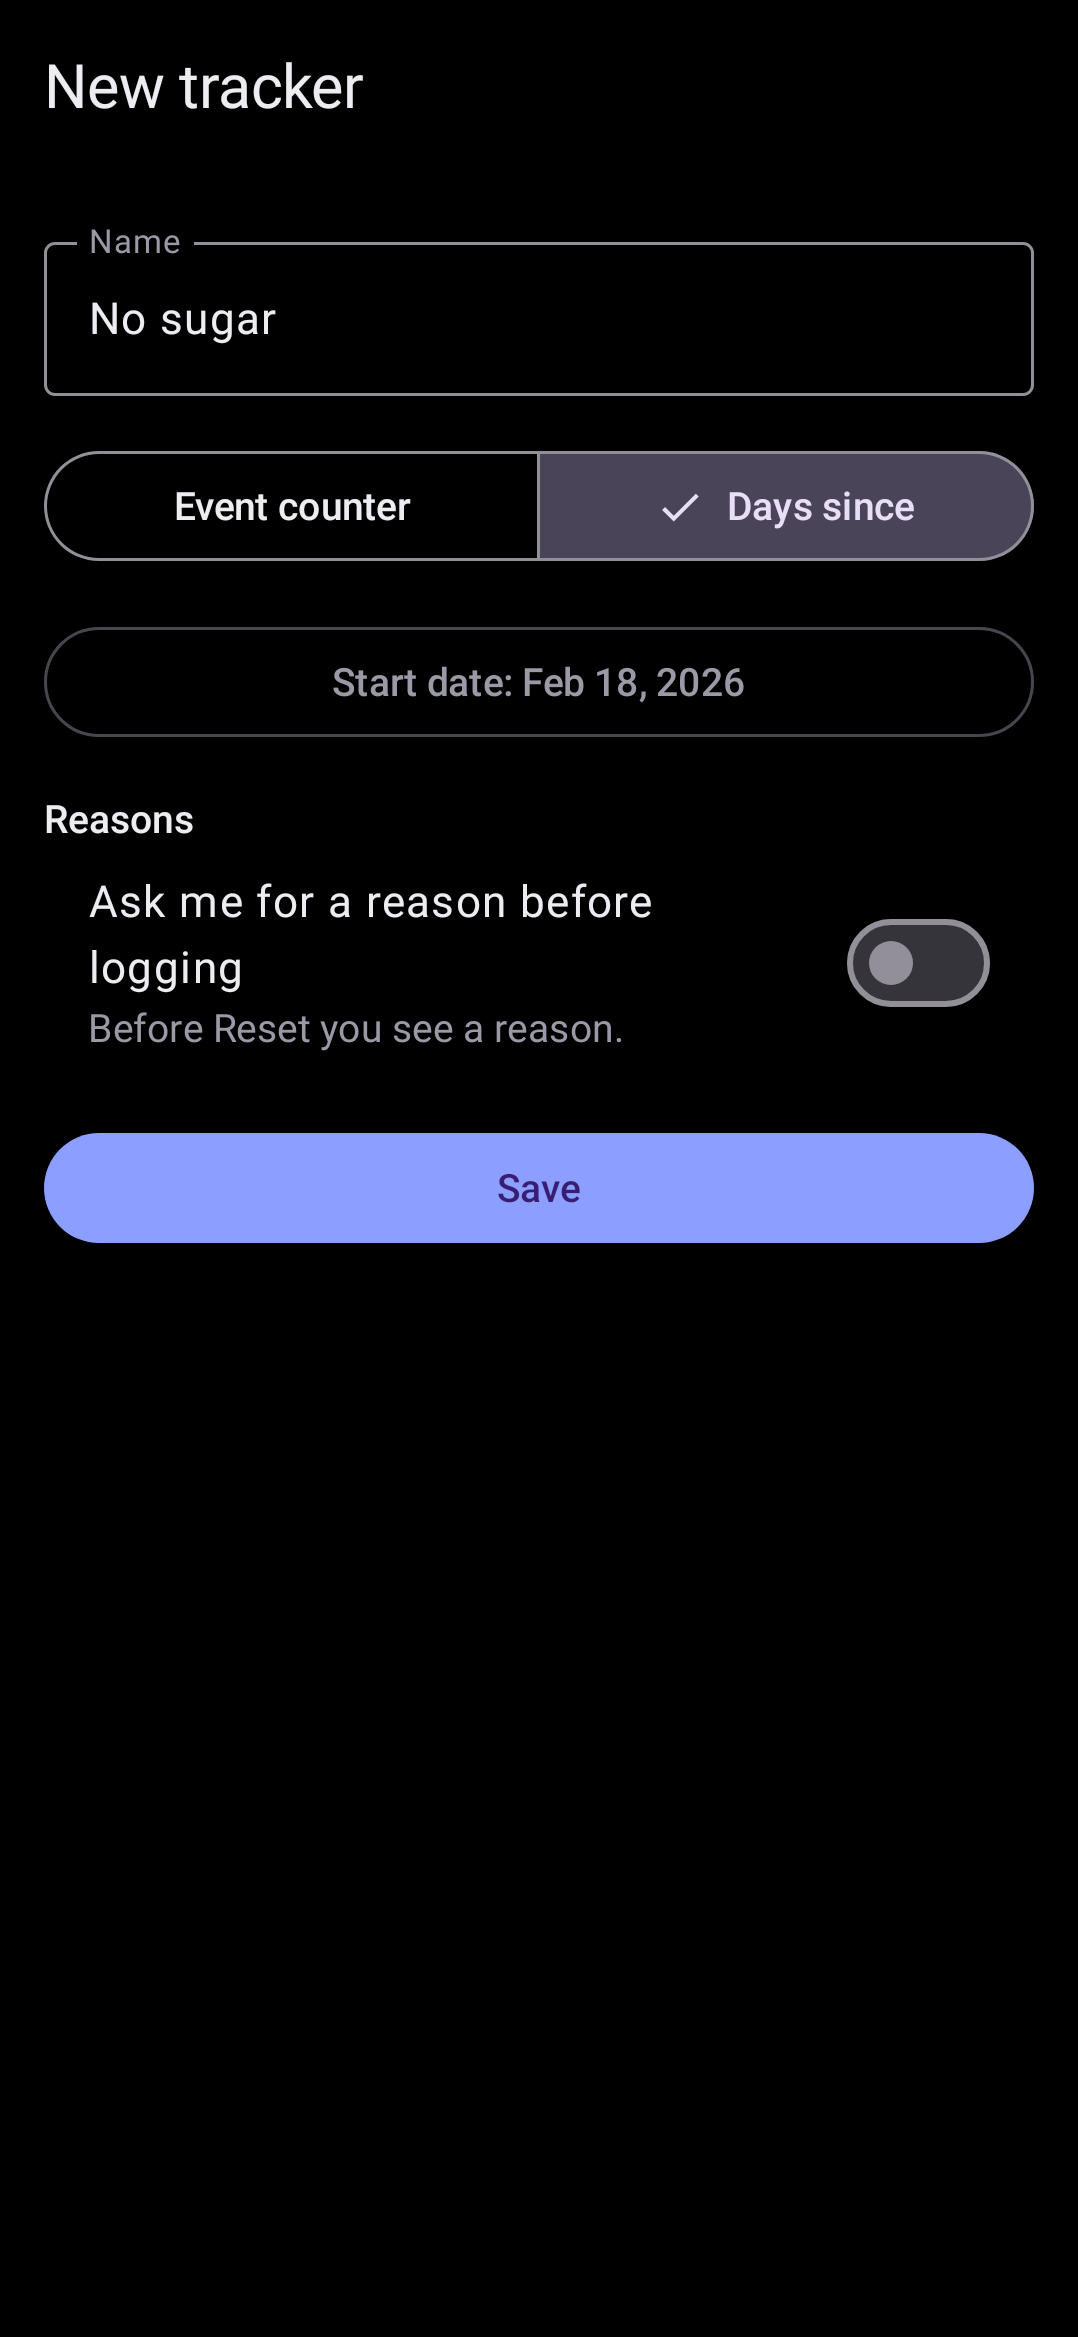 New tracker
Name
No sugar
Event counter
Days since
Start date: Feb 18, 2026
Reasons
Ask me for a reason before
logging
Before Reset you see a reason.
Save